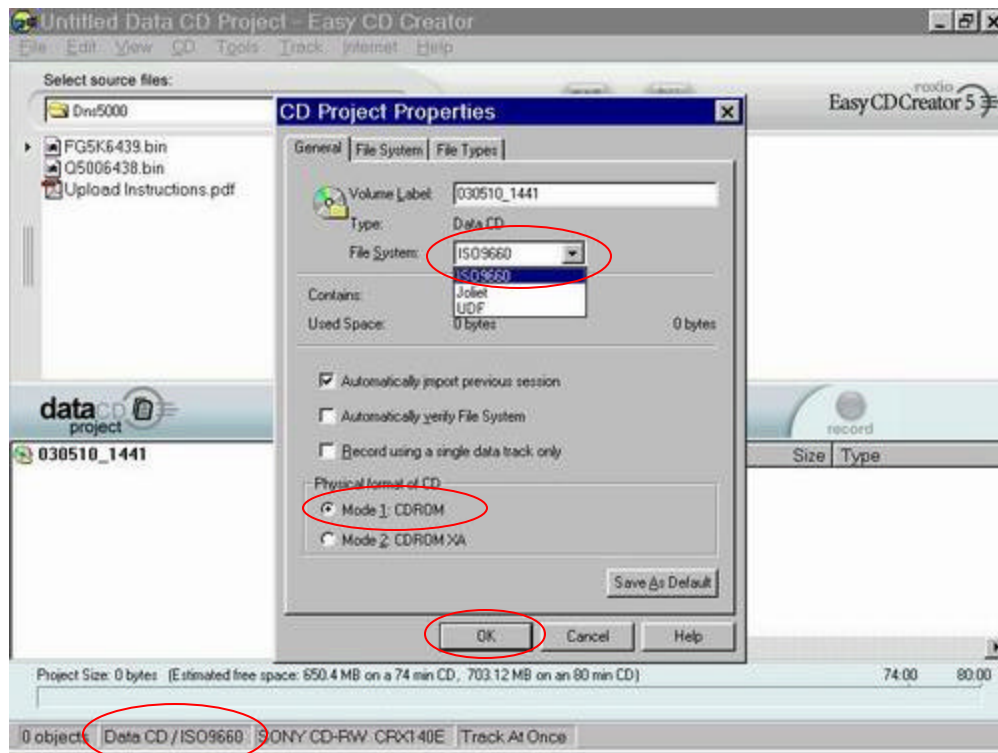 Untitled Data CD Project - Easy CD Creator
File Edit View CD Tools Track Internet Help
Select source files:
Dns5000
roxio
Easy CD Creator 5
FG5K6439.bin
Q5006438.bin
Upload Instructions.pdf
CD Project Properties
General File System File Types
Volume Label: 030510_1441
Type: Data CD
File System: ISO9660
ISO9660
Joliet
UDF
Contains:
Used Space: 0 bytes 0 bytes
Automatically import previous session
Automatically verify File System
Record using a single data track only
Physical format of CD
Mode 1: CDROM
Mode 2: CDROM XA
Save As Default
OK Cancel Help
data cd project
record
030510_1441
Size Type
Project Size: 0 bytes (Estimated free space: 650.4 MB on a 74 min CD, 703.12 MB on an 80 min CD)
74:00 80:00
0 objects Data CD / ISO9660 SONY CD-RW CRX140E Track At Once